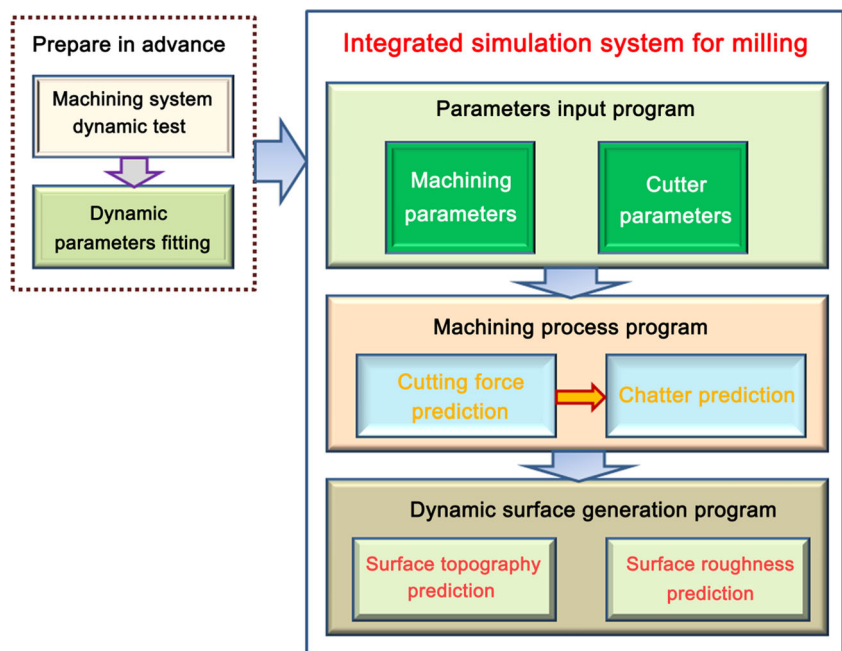 Prepare in advance
Machining system
dynamic test
Dynamic
parameters fitting
Integrated simulation system for milling
Parameters input program
Machining
parameters
Cutter
parameters
Machining process program
Cutting force
prediction
Chatter prediction
Dynamic surface generation program
Surface topography
prediction
Surface roughness
prediction